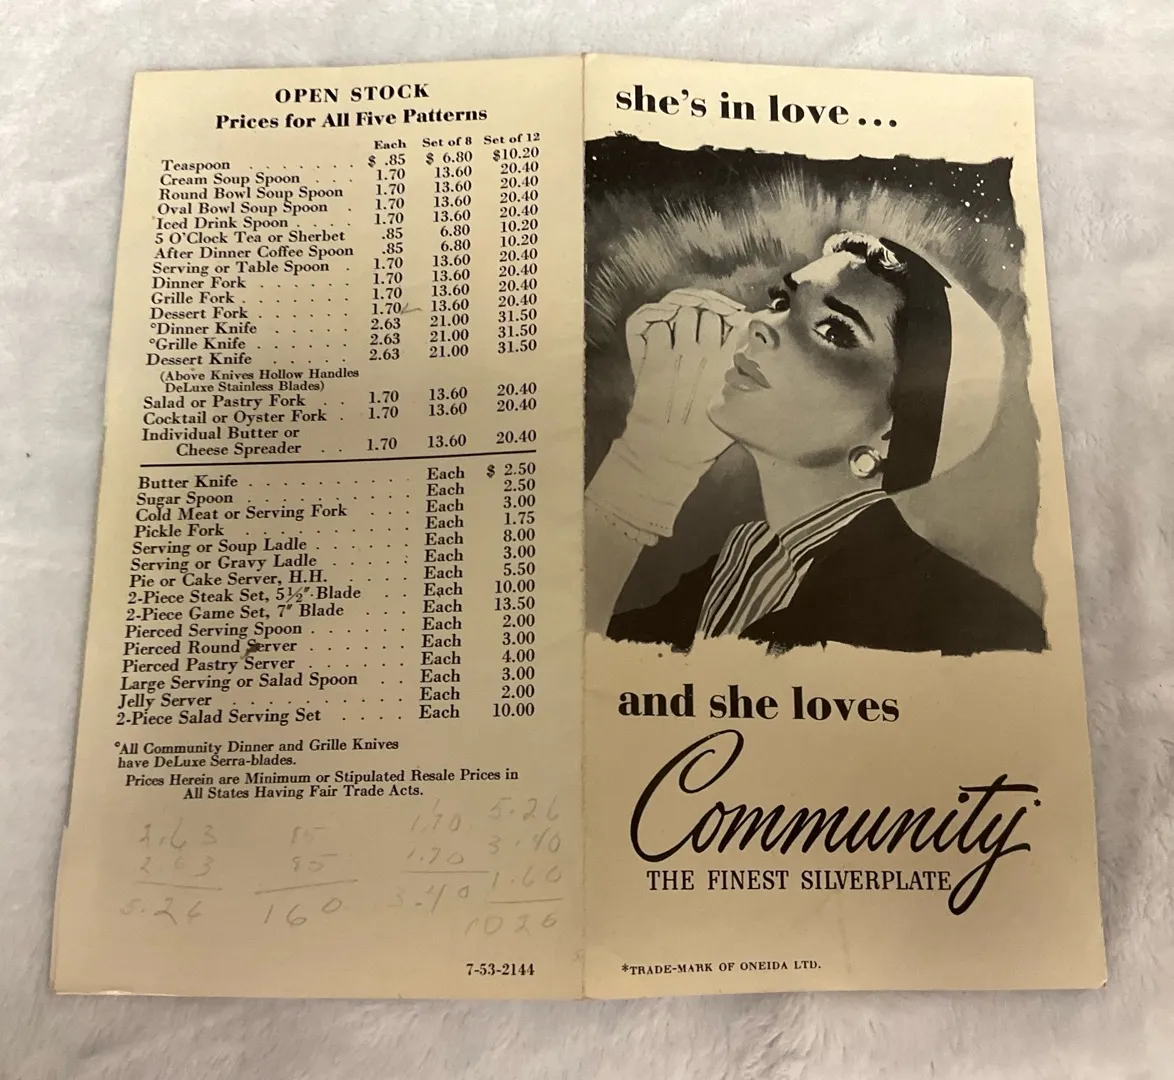 OPEN STOCK
Prices for All Five Patterns
Each Set of 8 Set of 12
Teaspoon . . . . . . . $ .85 $ 6.80 $10.20
Cream Soup Spoon . . . 1.70 13.60 20.40
Round Bowl Soup Spoon 1.70 13.60 20.40
Oval Bowl Soup Spoon . 1.70 13.60 20.40
Iced Drink Spoon . . . . 1.70 13.60 20.40
5 O'Clock Tea or Sherbet .85 6.80 10.20
After Dinner Coffee Spoon .85 6.80 10.20
Serving or Table Spoon . 1.70 13.60 20.40
Dinner Fork . . . . . . 1.70 13.60 20.40
Grille Fork . . . . . . . 1.70 13.60 20.40
Dessert Fork . . . . . . 1.70 13.60 20.40
°Dinner Knife . . . . . 2.63 21.00 31.50
°Grille Knife . . . . . . 2.63 21.00 31.50
Dessert Knife . . . . . 2.63 21.00 31.50
(Above Knives Hollow Handles
DeLuxe Stainless Blades)
Salad or Pastry Fork . . 1.70 13.60 20.40
Cocktail or Oyster Fork . 1.70 13.60 20.40
Individual Butter or
Cheese Spreader . . 1.70 13.60 20.40
Butter Knife . . . . . . . . . . Each $ 2.50
Sugar Spoon . . . . . . . . . . Each 2.50
Cold Meat or Serving Fork . . . Each 3.00
Pickle Fork . . . . . . . . . . Each 1.75
Serving or Soup Ladle . . . . . . Each 8.00
Serving or Gravy Ladle . . . . . Each 3.00
Pie or Cake Server, H.H. . . . . Each 5.50
2-Piece Steak Set, 5½" Blade . . Each 10.00
2-Piece Game Set, 7" Blade . . . Each 13.50
Pierced Serving Spoon . . . . . . Each 2.00
Pierced Round Server . . . . . . Each 3.00
Pierced Pastry Server . . . . . . Each 4.00
Large Serving or Salad Spoon . . Each 3.00
Jelly Server . . . . . . . . . . Each 2.00
2-Piece Salad Serving Set . . . . Each 10.00
°All Community Dinner and Grille Knives
have DeLuxe Serra-blades.
Prices Herein are Minimum or Stipulated Resale Prices in
All States Having Fair Trade Acts.
2.63 85 1.70 5.26
2.63 85 1.70 3.40
5.26 160 3.40 1.60
1026
7-53-2144
she's in love...
and she loves
Community*
THE FINEST SILVERPLATE
*TRADE-MARK OF ONEIDA LTD.